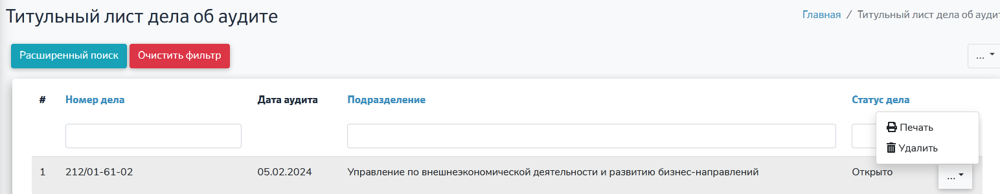 Титульный лист дела об аудите
Главная / Титульный лист дела об аудит
Расширенный поиск Очистить фильтр ...
# Номер дела Дата аудита Подразделение Статус дела
Печать
Удалить
1 212/01-61-02 05.02.2024 Управление по внешнеэкономической деятельности и развитию бизнес-направлений Открыто ...